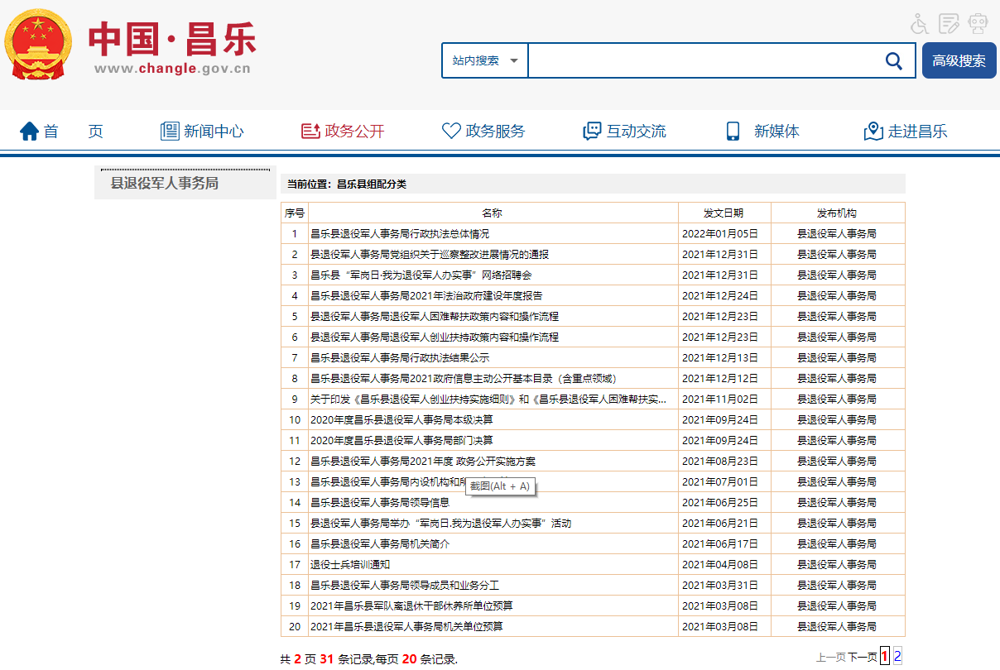 中国·昌乐
www.changle.gov.cn
站内搜索
高级搜索
首 页 新闻中心 政务公开 政务服务 互动交流 新媒体 走进昌乐
县退役军人事务局
当前位置：昌乐县组配分类
序号 名称 发文日期 发布机构
1 昌乐县退役军人事务局行政执法总体情况 2022年01月05日 县退役军人事务局
2 县退役军人事务局党组织关于巡察整改进展情况的通报 2021年12月31日 县退役军人事务局
3 昌乐县“军岗日·我为退役军人办实事”网络招聘会 2021年12月31日 县退役军人事务局
4 昌乐县退役军人事务局2021年法治政府建设年度报告 2021年12月24日 县退役军人事务局
5 县退役军人事务局退役军人困难帮扶政策内容和操作流程 2021年12月23日 县退役军人事务局
6 县退役军人事务局退役军人创业扶持政策内容和操作流程 2021年12月23日 县退役军人事务局
7 昌乐县退役军人事务局行政执法结果公示 2021年12月13日 县退役军人事务局
8 昌乐县退役军人事务局2021政府信息主动公开基本目录（含重点领域） 2021年12月12日 县退役军人事务局
9 关于印发《昌乐县退役军人创业扶持实施细则》和《昌乐县退役军人困难帮扶实... 2021年11月02日 县退役军人事务局
10 2020年度昌乐县退役军人事务局本级决算 2021年09月24日 县退役军人事务局
11 2020年度昌乐县退役军人事务局部门决算 2021年09月24日 县退役军人事务局
12 昌乐县退役军人事务局2021年度 政务公开实施方案 2021年08月23日 县退役军人事务局
13 昌乐县退役军人事务局内设机构和所 2021年07月01日 县退役军人事务局
截图(Alt + A)
14 昌乐县退役军人事务局领导信息 2021年06月25日 县退役军人事务局
15 县退役军人事务局举办“军岗日.我为退役军人办实事”活动 2021年06月21日 县退役军人事务局
16 昌乐县退役军人事务局机关简介 2021年06月17日 县退役军人事务局
17 退役士兵培训通知 2021年04月08日 县退役军人事务局
18 昌乐县退役军人事务局领导成员和业务分工 2021年03月31日 县退役军人事务局
19 2021年昌乐县军队离退休干部休养所单位预算 2021年03月08日 县退役军人事务局
20 2021年昌乐县退役军人事务局机关单位预算 2021年03月08日 县退役军人事务局
共 2 页 31 条记录,每页 20 条记录. 上一页 下一页 1 2